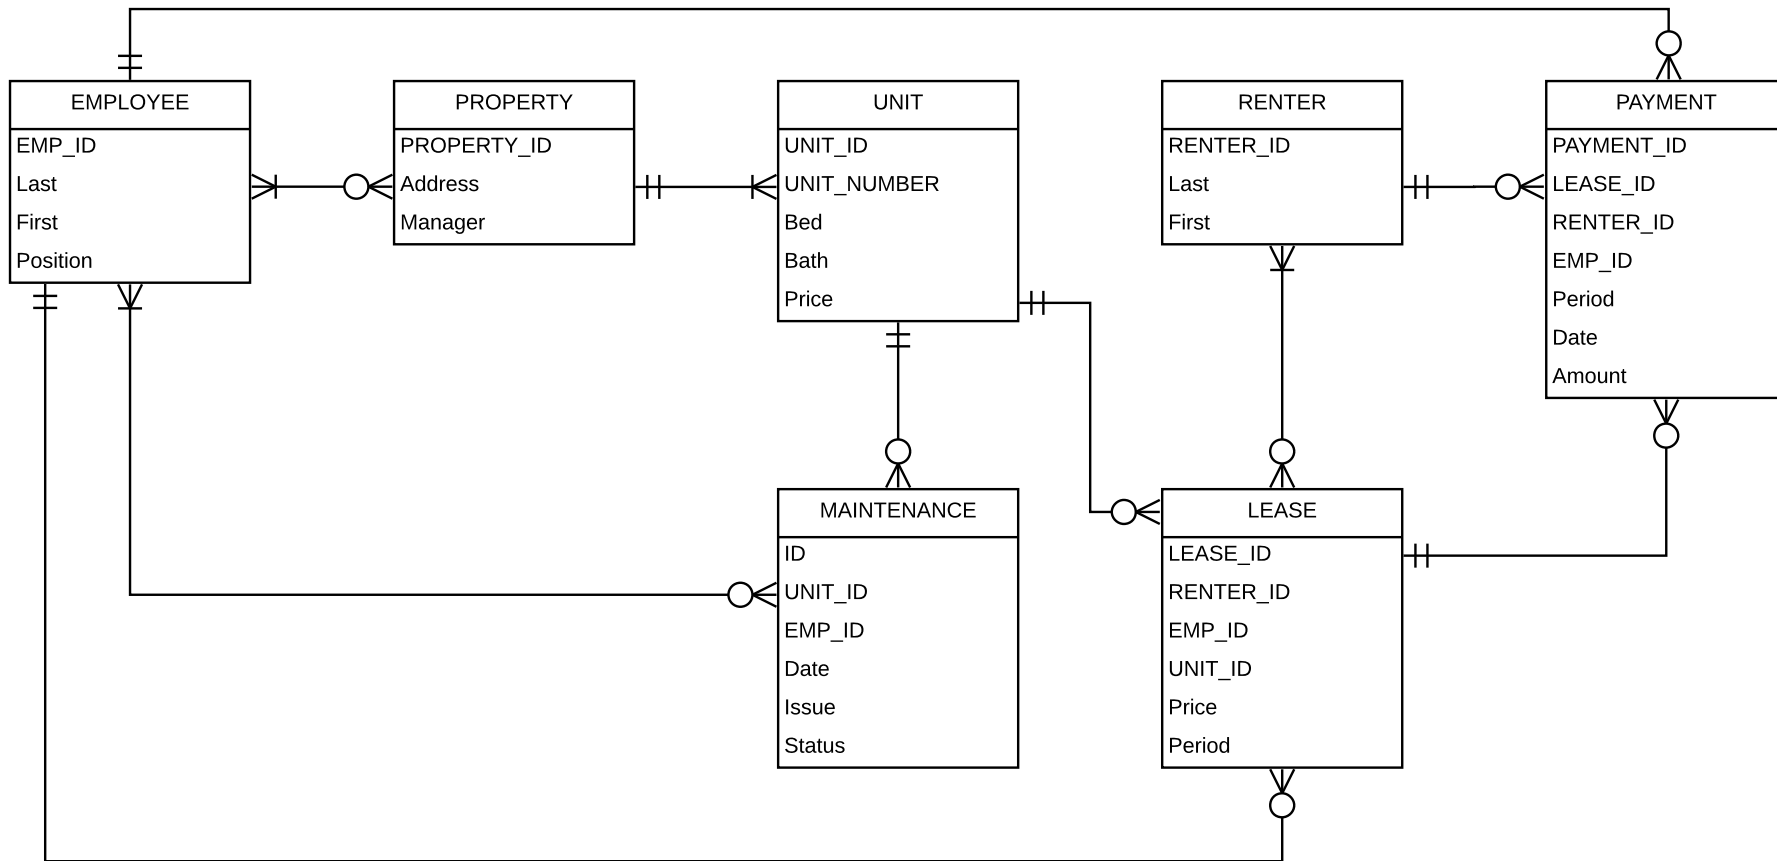 EMPLOYEE
EMP_ID
Last
First
Position
PROPERTY
PROPERTY_ID
Address
Manager
UNIT
UNIT_ID
UNIT_NUMBER
Bed
Bath
Price
RENTER
RENTER_ID
Last
First
PAYMENT
PAYMENT_ID
LEASE_ID
RENTER_ID
EMP_ID
Period
Date
Amount
MAINTENANCE
ID
UNIT_ID
EMP_ID
Date
Issue
Status
LEASE
LEASE_ID
RENTER_ID
EMP_ID
UNIT_ID
Price
Period